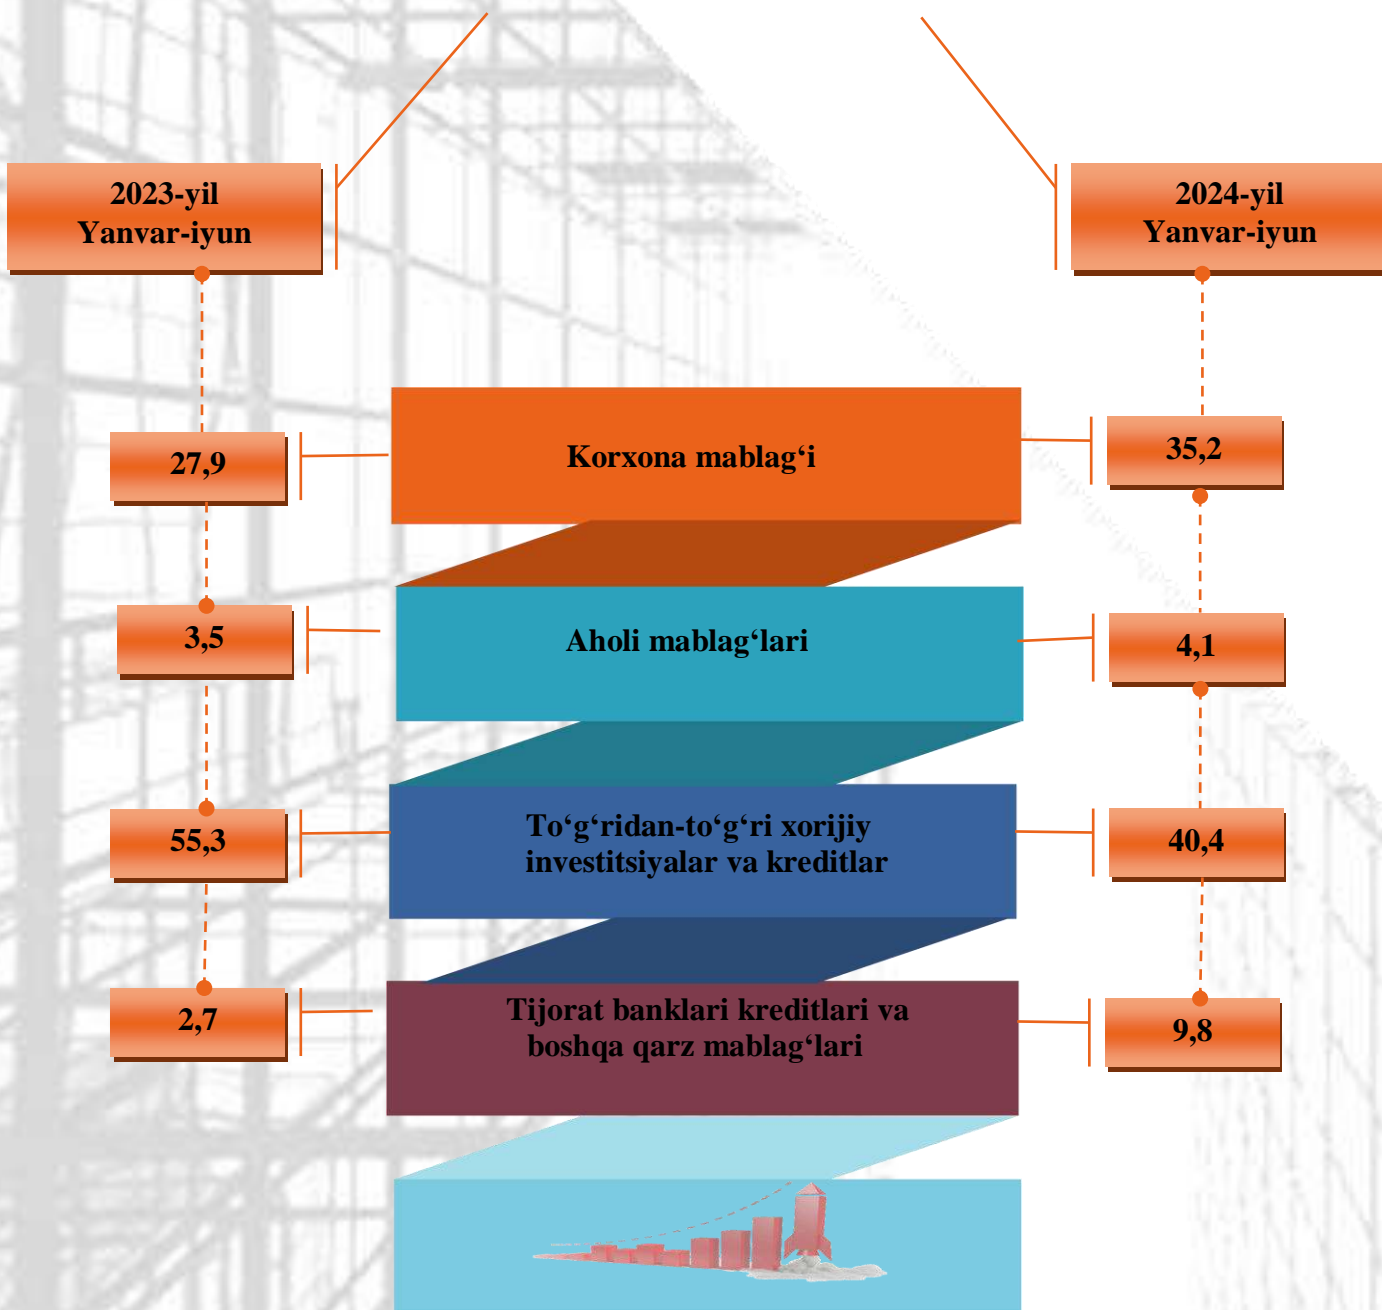 2023-yil
Yanvar-iyun
2024-yil
Yanvar-iyun
27,9
Korxona mablag‘i
35,2
3,5
Aholi mablag‘lari
4,1
55,3
To‘g‘ridan-to‘g‘ri xorijiy
investitsiyalar va kreditlar
40,4
2,7
Tijorat banklari kreditlari va
boshqa qarz mablag‘lari
9,8